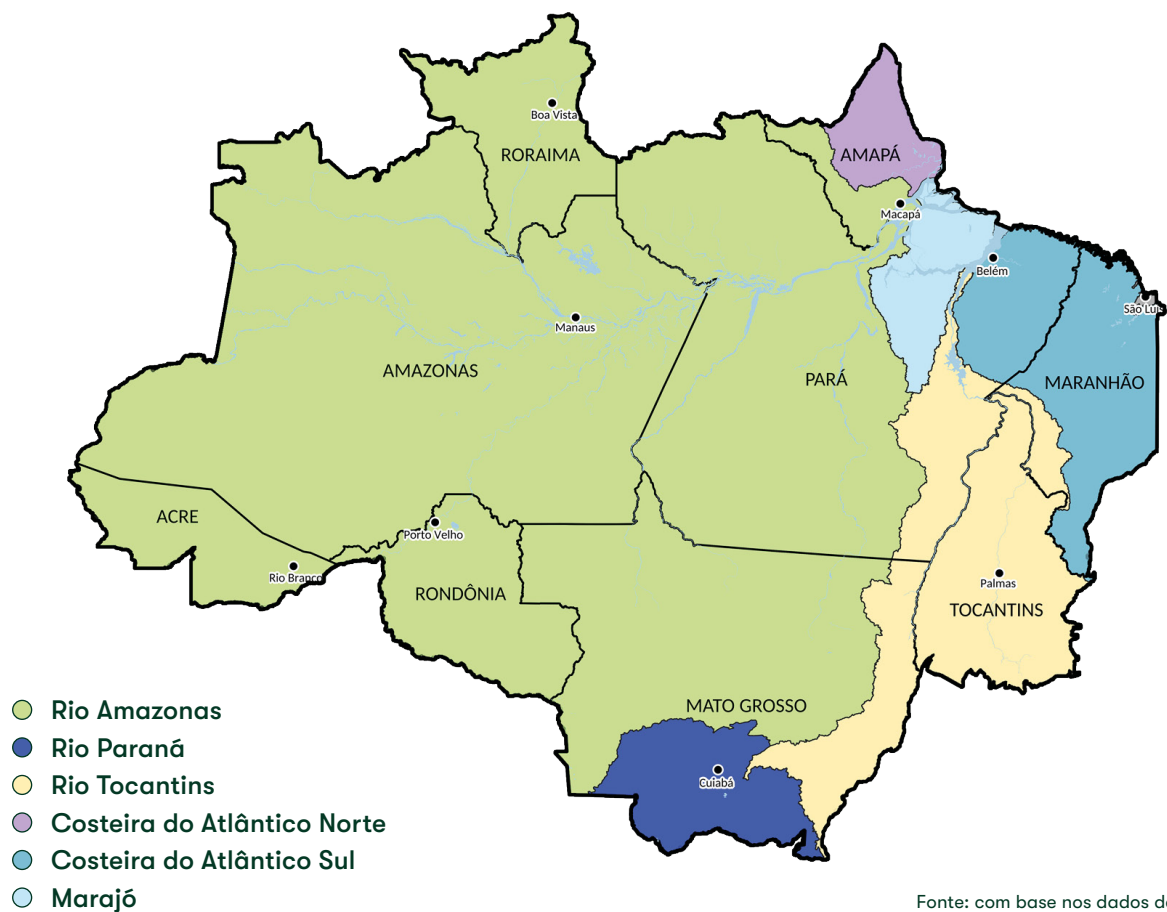 Boa Vista
RORAIMA
AMAPÁ
Macapá
Belém
São Luís
Manaus
AMAZONAS
PARÁ
MARANHÃO
ACRE
Porto Velho
Rio Branco
RONDÔNIA
Palmas
TOCANTINS
MATO GROSSO
Cuiabá
Rio Amazonas
Rio Paraná
Rio Tocantins
Costeira do Atlântico Norte
Costeira do Atlântico Sul
Marajó
Fonte: com base nos dados d